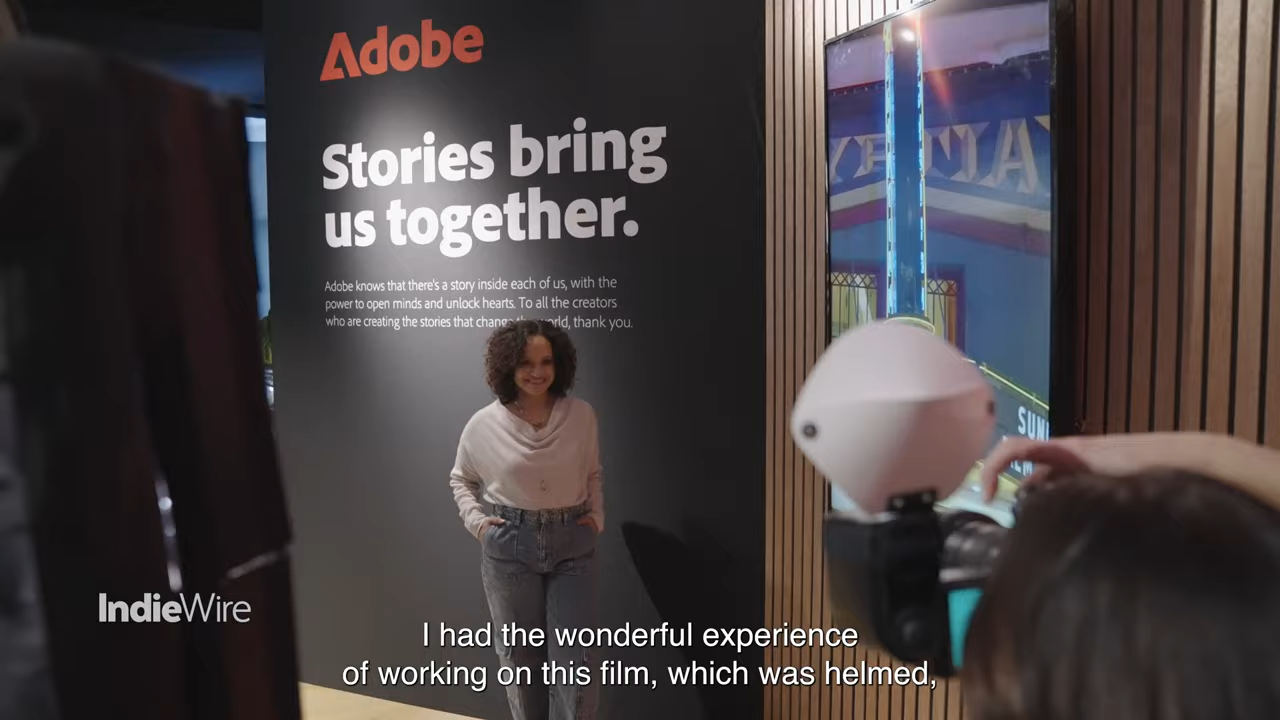 Adobe
Stories bring
us together.
Adobe knows that there's a story inside each of us, with the
power to open minds and unlock hearts. To all the creators
who are creating the stories that change the world, thank you.
SUN
IndieWire
I had the wonderful experience
of working on this film, which was helmed,